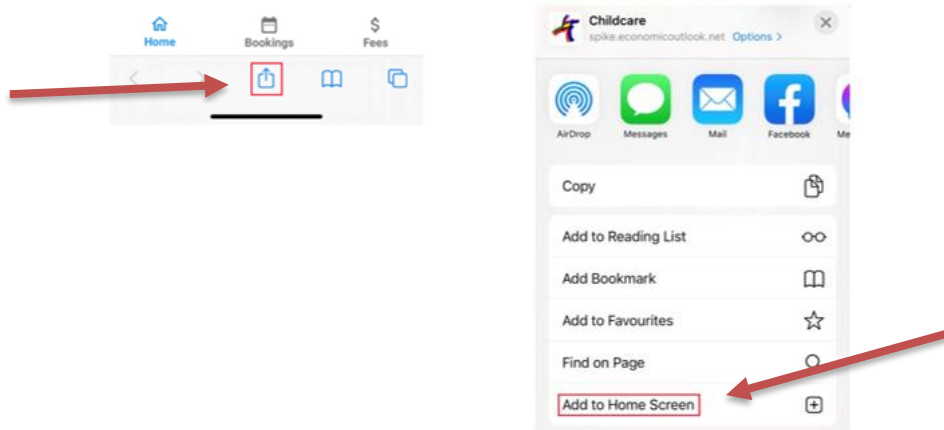 Home Bookings $ Fees
Childcare
spike.economicoutlook.net Options >
AirDrop Messages Mail Facebook Me
Copy
Add to Reading List
Add Bookmark
Add to Favourites
Find on Page
Add to Home Screen